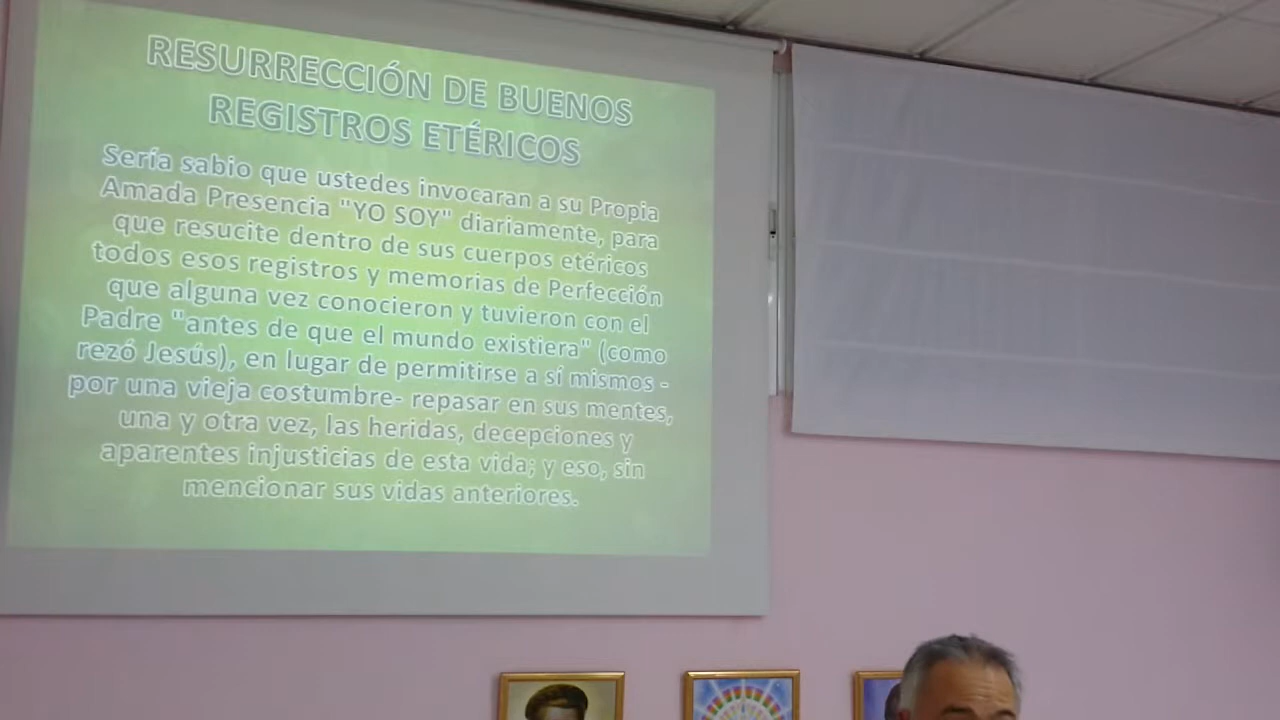 RESURRECCIÓN DE BUENOS
REGISTROS ETÉRICOS
Sería sabio que ustedes invocaran a su Propia
Amada Presencia "YO SOY" diariamente, para
que resucite dentro de sus cuerpos etéricos
todos esos registros y memorias de Perfección
que alguna vez conocieron y tuvieron con el
Padre "antes de que el mundo existiera" (como
rezó Jesús), en lugar de permitirse a sí mismos -
por una vieja costumbre- repasar en sus mentes,
una y otra vez, las heridas, decepciones y
aparentes injusticias de esta vida; y eso, sin
mencionar sus vidas anteriores.